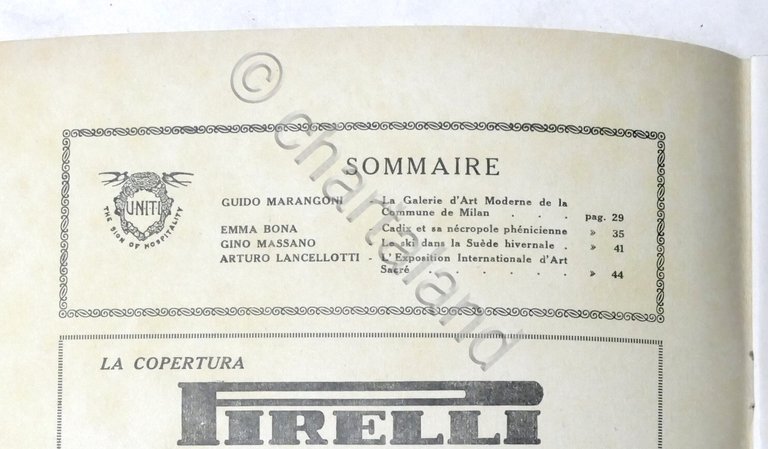 SOMMAIRE
UNITI
THE SIGN OF HOSPITALITY
GUIDO MARANGONI - La Galerie d'Art Moderne de la
Commune de Milan . . . pag. 29
EMMA BONA - Cadix et sa nécropole phénicienne » 35
GINO MASSANO - Le ski dans la Suède hivernale . » 41
ARTURO LANCELLOTTI - L'Exposition Internationale d'Art
Sacré . . . . . . » 44
LA COPERTURA
PIRELLI
© chartaland